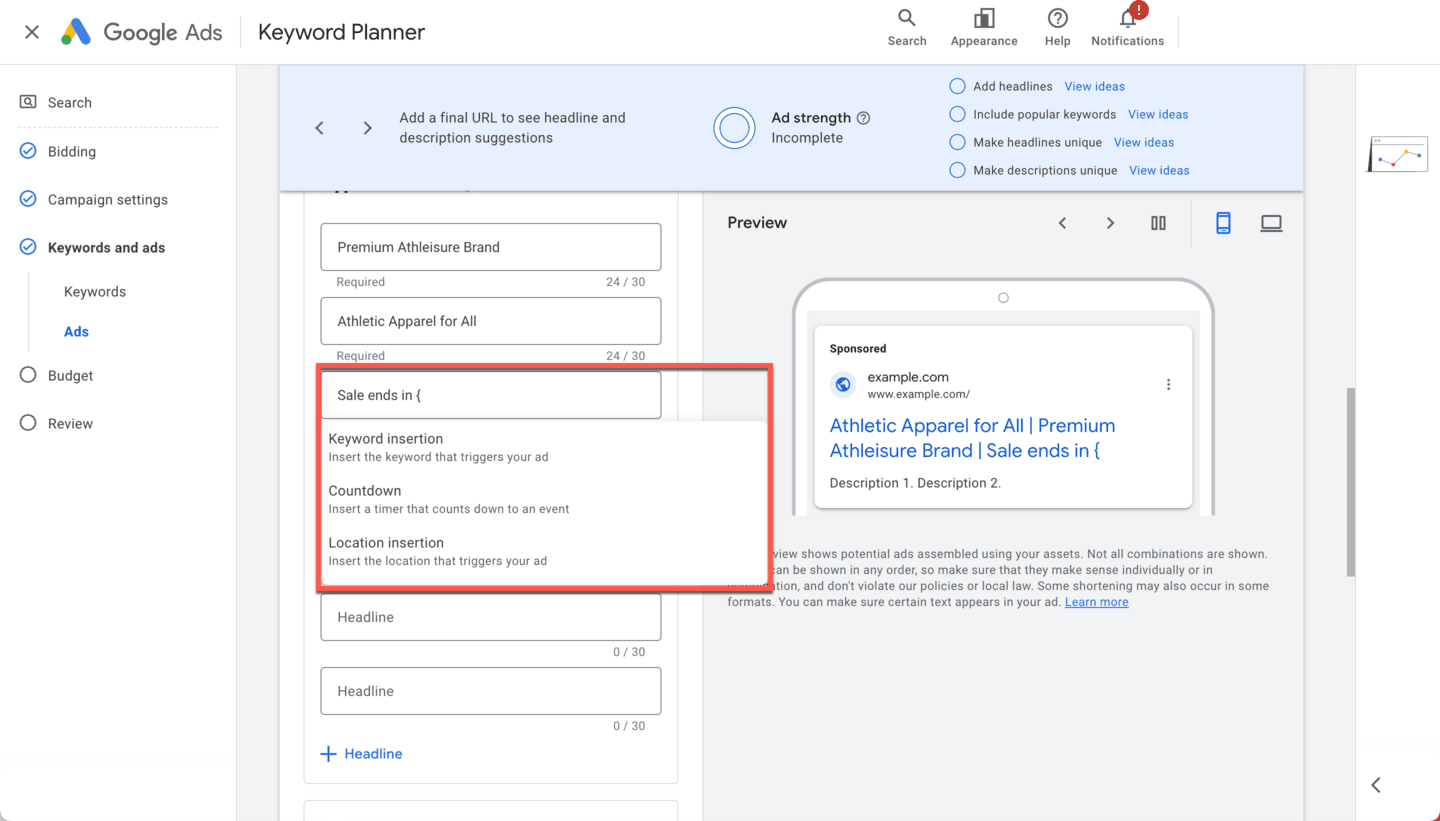 Google Ads
Keyword Planner
Search
Appearance
Help
!
Notifications
Search
Bidding
Campaign settings
Keywords and ads
Keywords
Ads
Budget
Review
Add a final URL to see headline and
description suggestions
Ad strength ?
Incomplete
Add headlines View ideas
Include popular keywords View ideas
Make headlines unique View ideas
Make descriptions unique View ideas
Premium Athleisure Brand
Required 24 / 30
Athletic Apparel for All
Required 24 / 30
Sale ends in {
Keyword insertion
Insert the keyword that triggers your ad
Countdown
Insert a timer that counts down to an event
Location insertion
Insert the location that triggers your ad
Headline
0 / 30
Headline
0 / 30
+ Headline
Preview
Sponsored
example.com
www.example.com/
Athletic Apparel for All | Premium
Athleisure Brand | Sale ends in {
Description 1. Description 2.
view shows potential ads assembled using your assets. Not all combinations are shown.
can be shown in any order, so make sure that they make sense individually or in
ation, and don't violate our policies or local law. Some shortening may also occur in some
formats. You can make sure certain text appears in your ad. Learn more